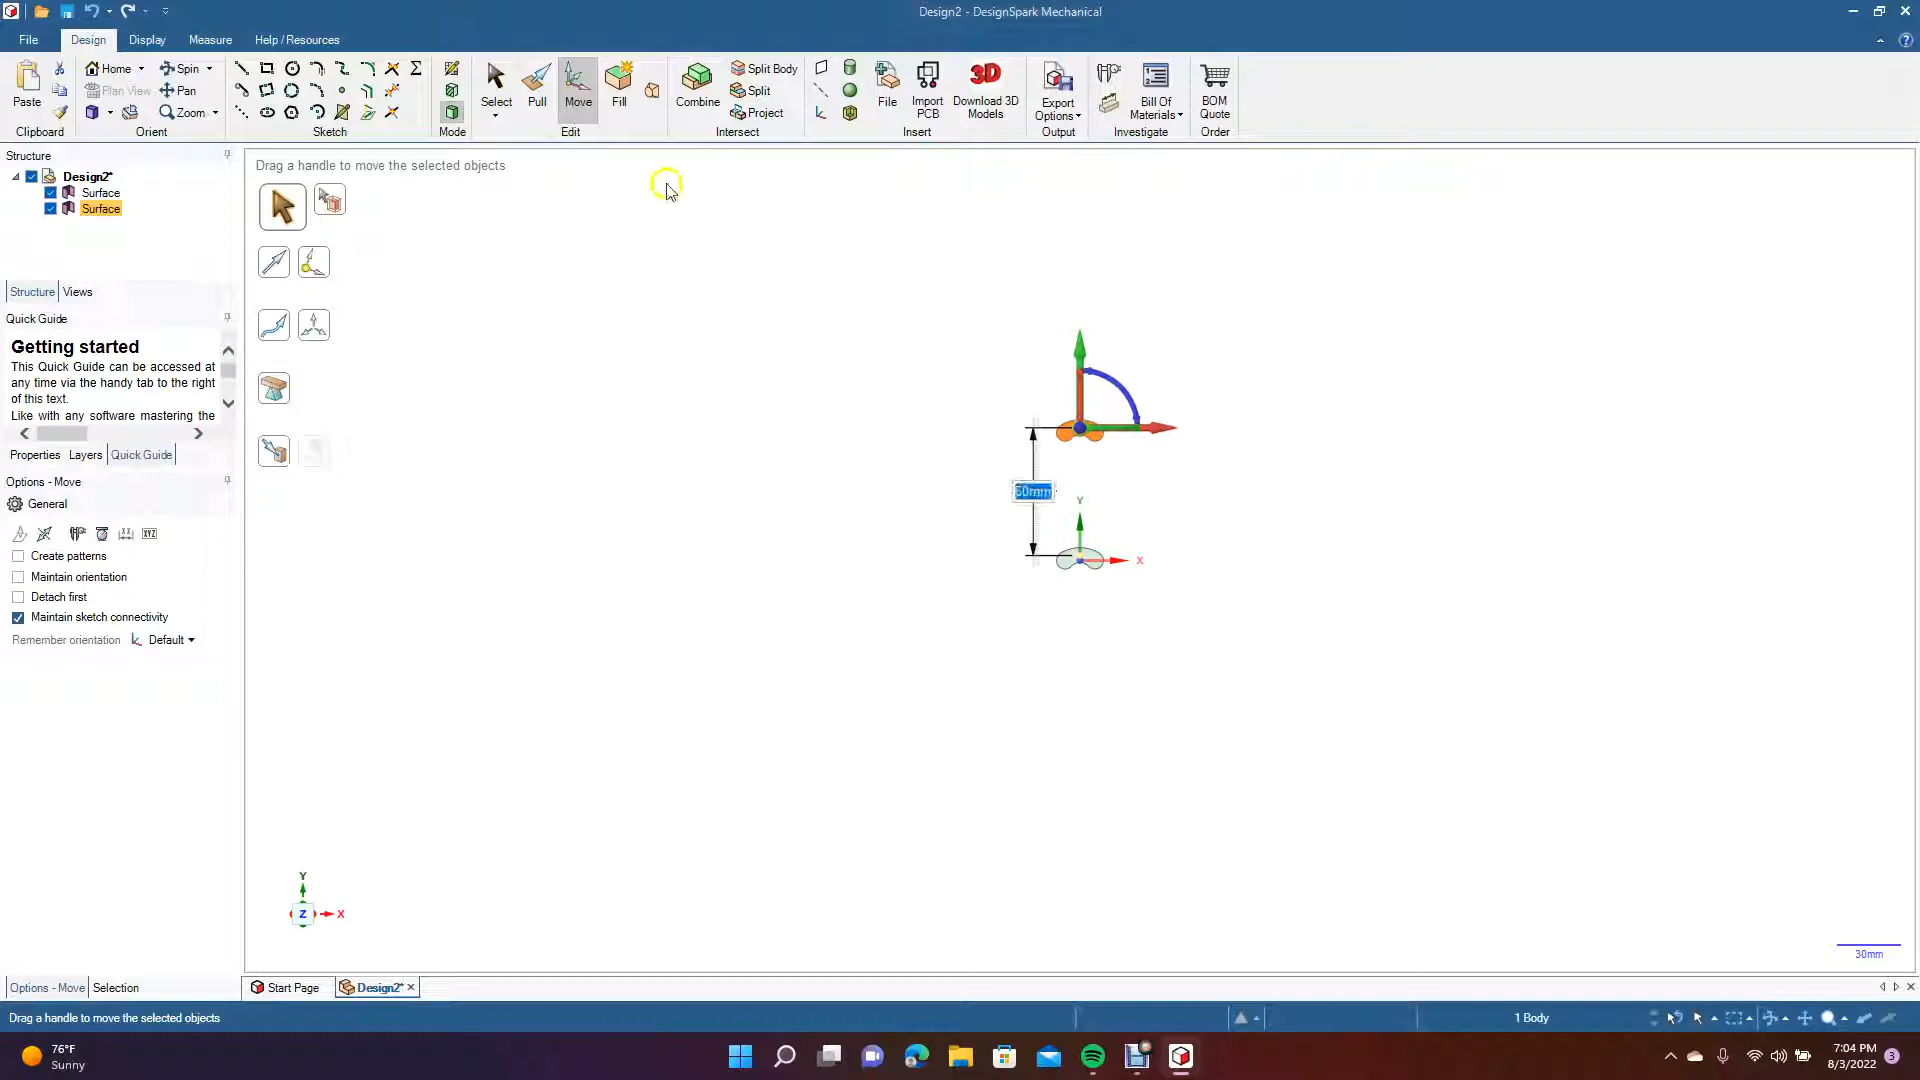 Design2 - DesignSpark Mechanical
File Design Display Measure Help / Resources
Paste
Home Spin
Plan View Pan
Zoom
Select Pull Move Fill
Combine
Split Body
Split
Project
File Import PCB Download 3D Models
Export Options
Bill Of Materials
BOM Quote
Clipboard Orient Sketch Mode Edit Intersect Insert Output Investigate Order
Structure
Design2*
Surface
Surface
Structure Views
Quick Guide
Getting started
This Quick Guide can be accessed at
any time via the handy tab to the right
of this text.
Like with any software mastering the
Properties Layers Quick Guide
Options - Move
General
XYZ
Create patterns
Maintain orientation
Detach first
Maintain sketch connectivity
Remember orientation Default
Options - Move Selection
Drag a handle to move the selected objects
60mm
Y
X
Y
Z X
30mm
Start Page Design2*
Drag a handle to move the selected objects
1 Body
76°F
Sunny
7:04 PM
8/3/2022
3